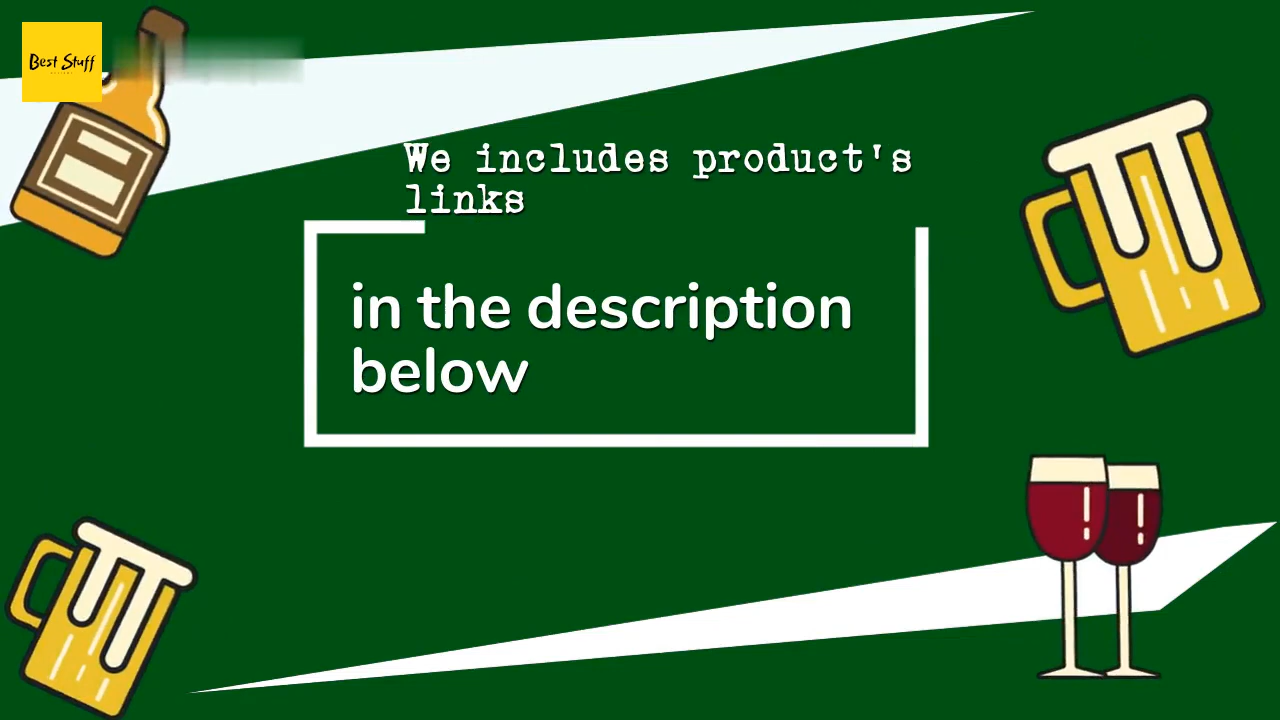 Best Stuff
We includes product's
links
in the description
below